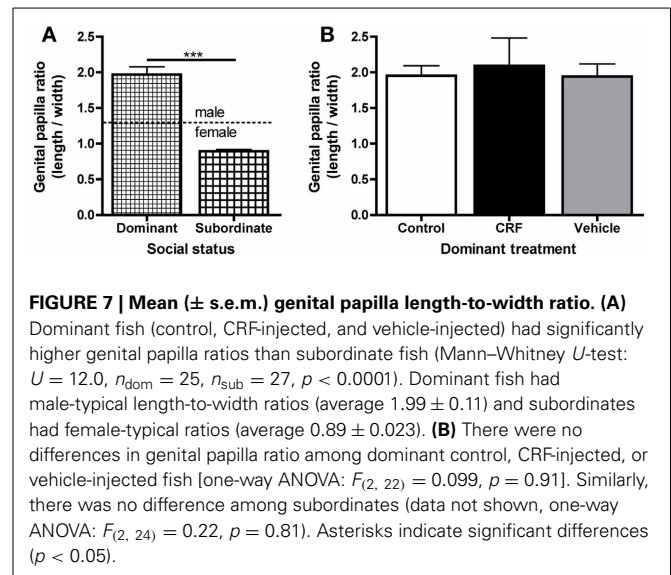 A
B
2.5
2.0
1.5
1.0
0.5
0.0
Genital papilla ratio
(length / width)
***
male
female
Dominant Subordinate
Social status
2.5
2.0
1.5
1.0
0.5
0.0
Genital papilla ratio
(length / width)
Control CRF Vehicle
Dominant treatment
FIGURE 7 | Mean (± s.e.m.) genital papilla length-to-width ratio. (A)
Dominant fish (control, CRF-injected, and vehicle-injected) had significantly
higher genital papilla ratios than subordinate fish (Mann–Whitney U-test:
U = 12.0, n_dom = 25, n_sub = 27, p < 0.0001). Dominant fish had
male-typical length-to-width ratios (average 1.99 ± 0.11) and subordinates
had female-typical ratios (average 0.89 ± 0.023). (B) There were no
differences in genital papilla ratio among dominant control, CRF-injected, or
vehicle-injected fish [one-way ANOVA: F(2, 22) = 0.099, p = 0.91]. Similarly,
there was no difference among subordinates (data not shown, one-way
ANOVA: F(2, 24) = 0.22, p = 0.81). Asterisks indicate significant differences
(p < 0.05).